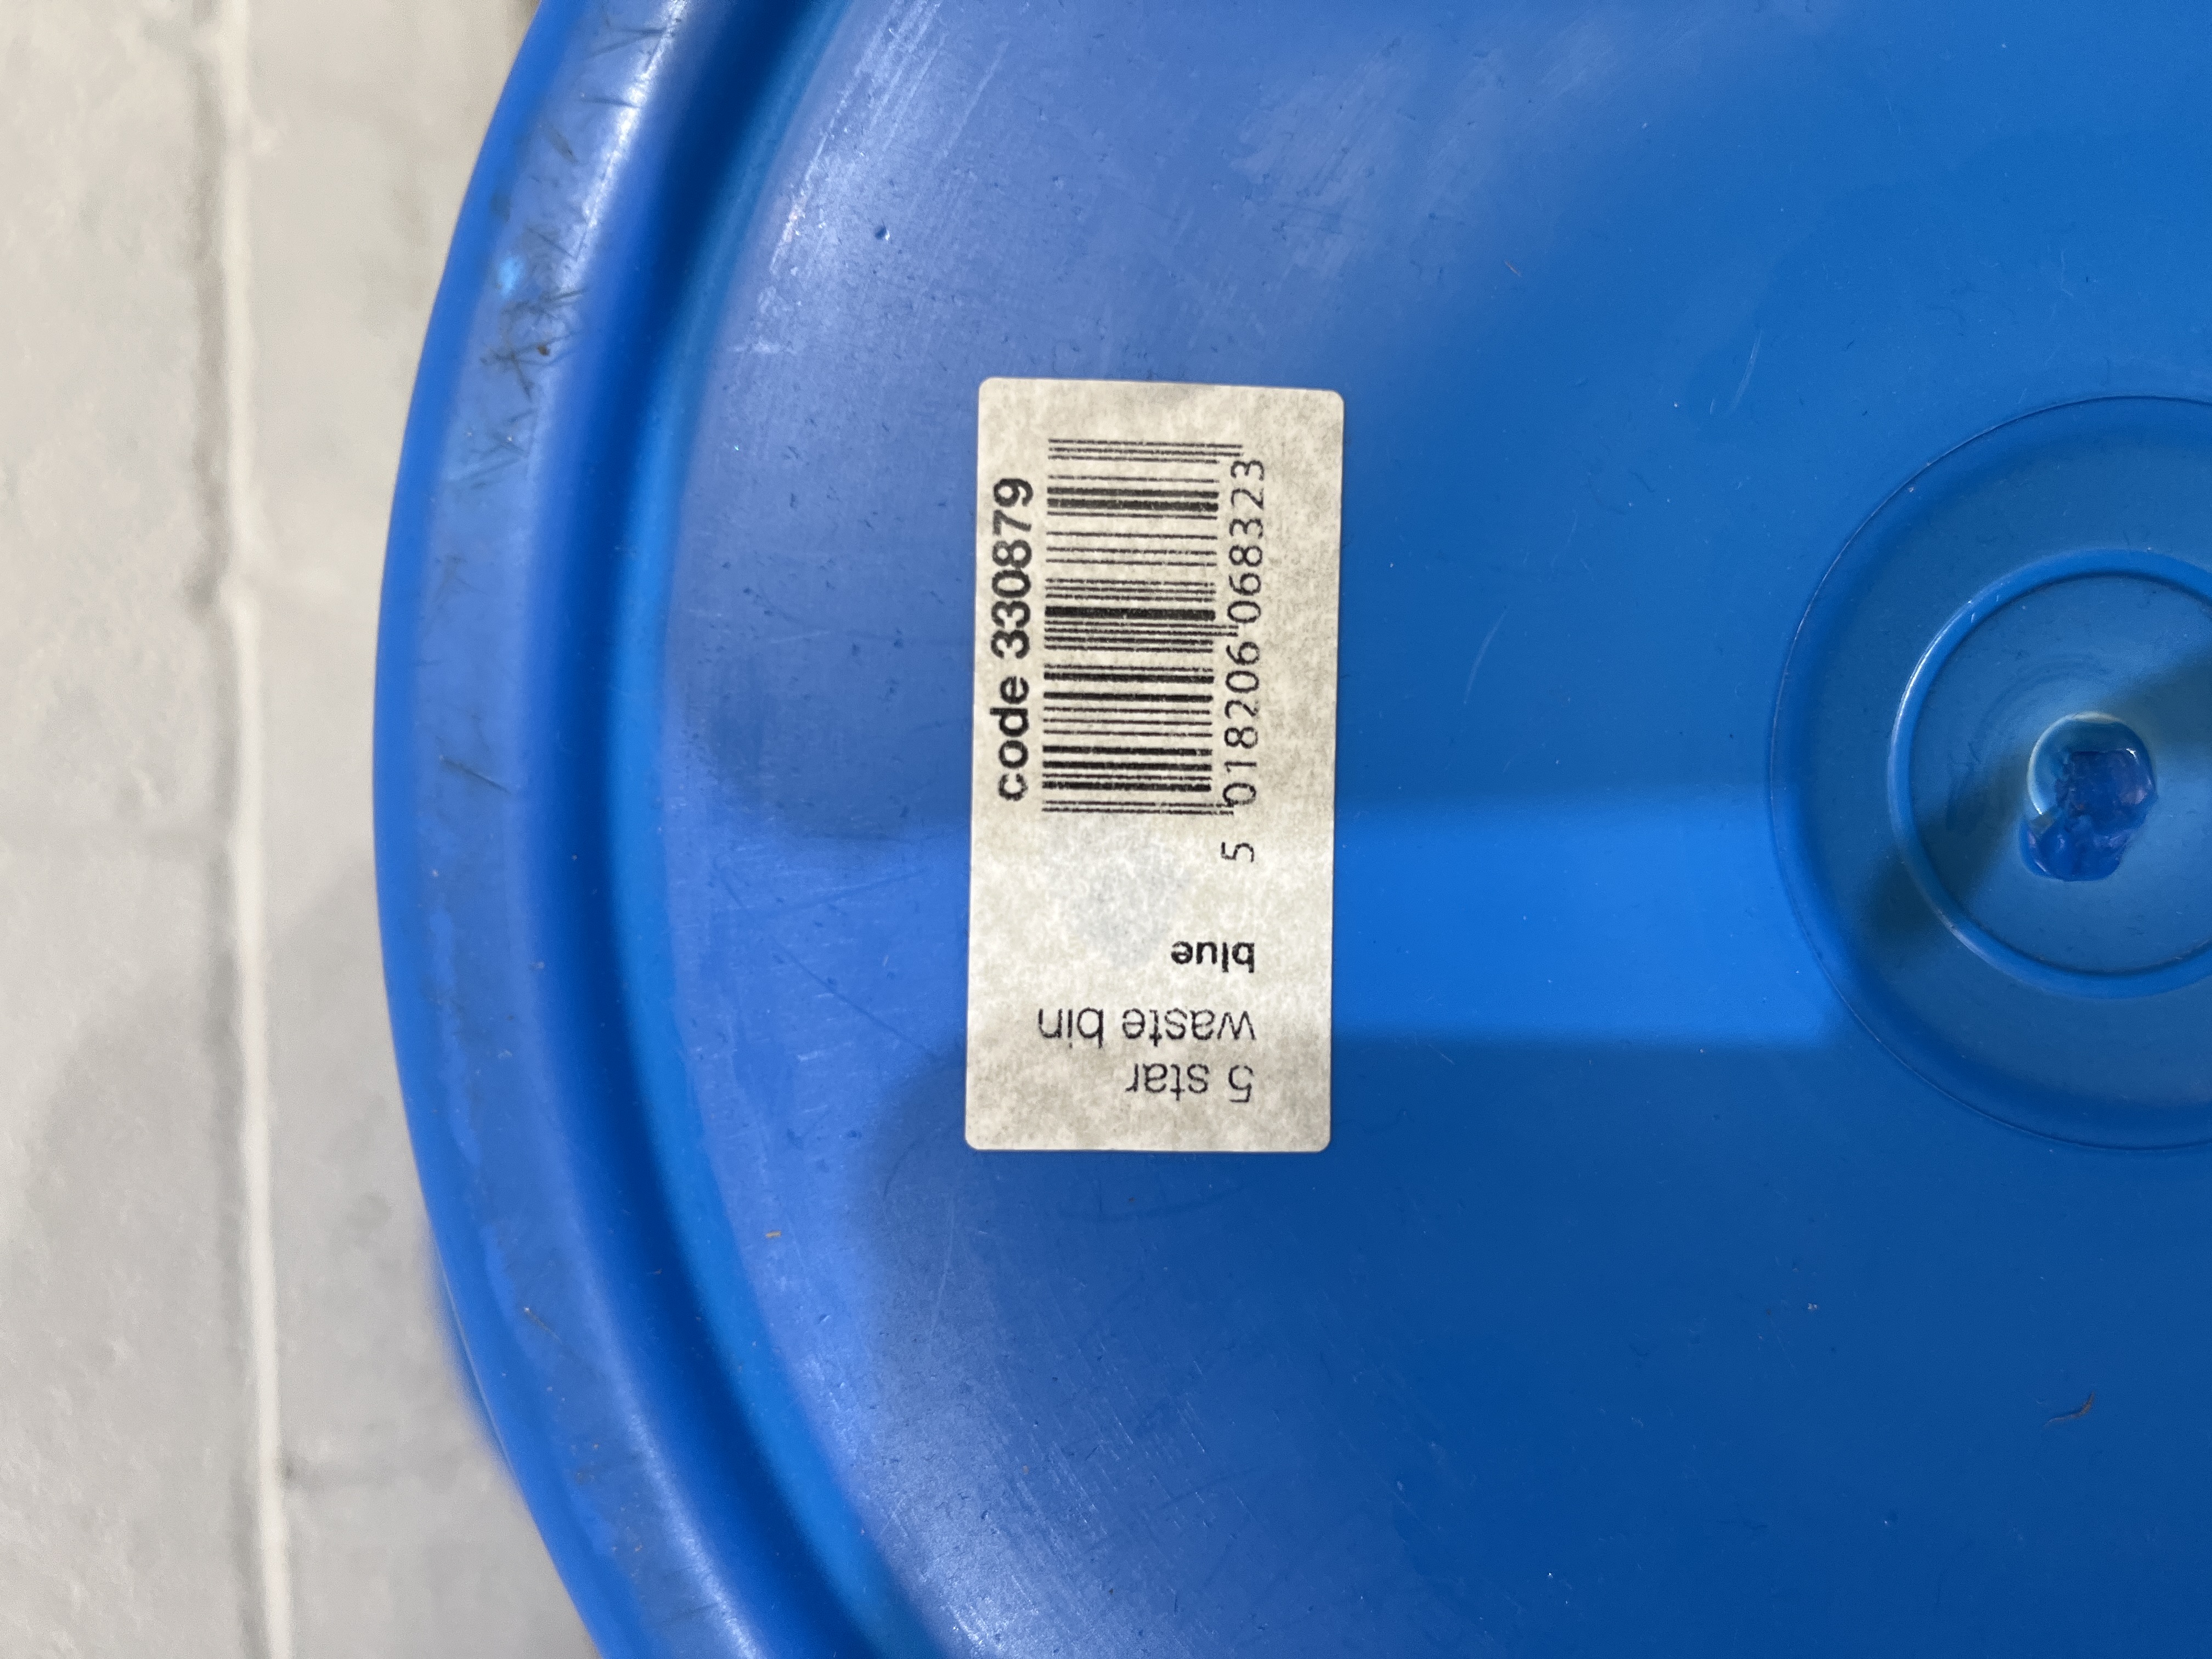 5 star
waste bin
blue
code 330879
5 018206 068323